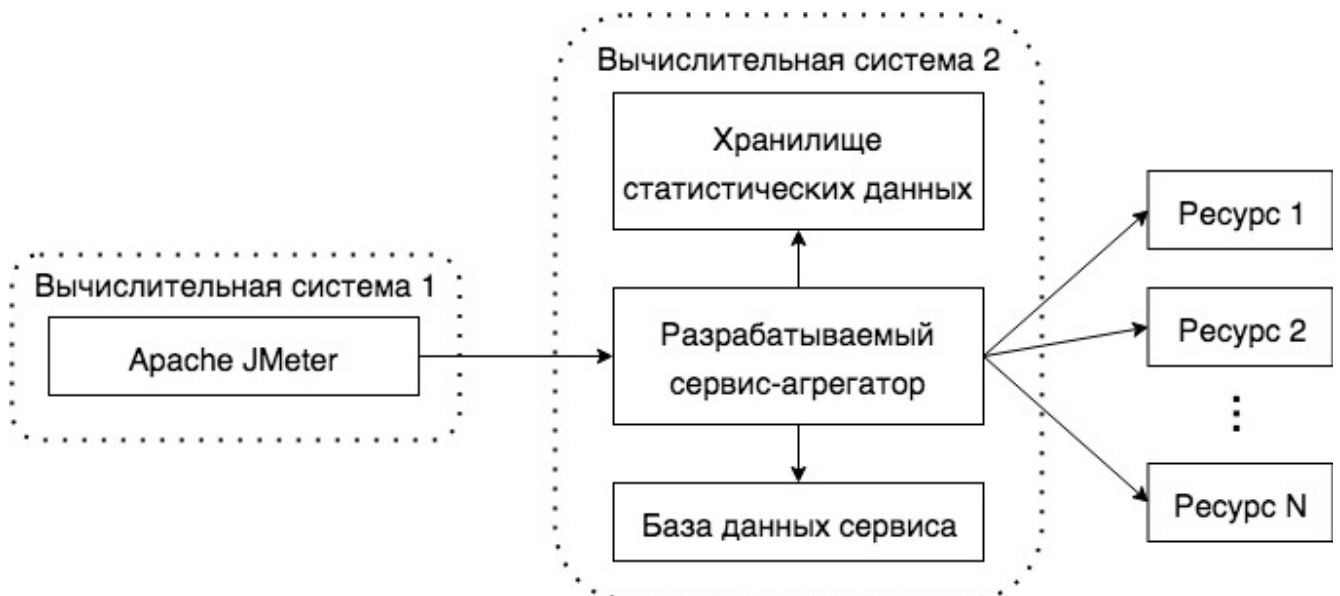 Вычислительная система 2
Хранилище
статистических данных
Ресурс 1
Вычислительная система 1
Apache JMeter
Разрабатываемый
сервис-агрегатор
Ресурс 2
База данных сервиса
Ресурс N